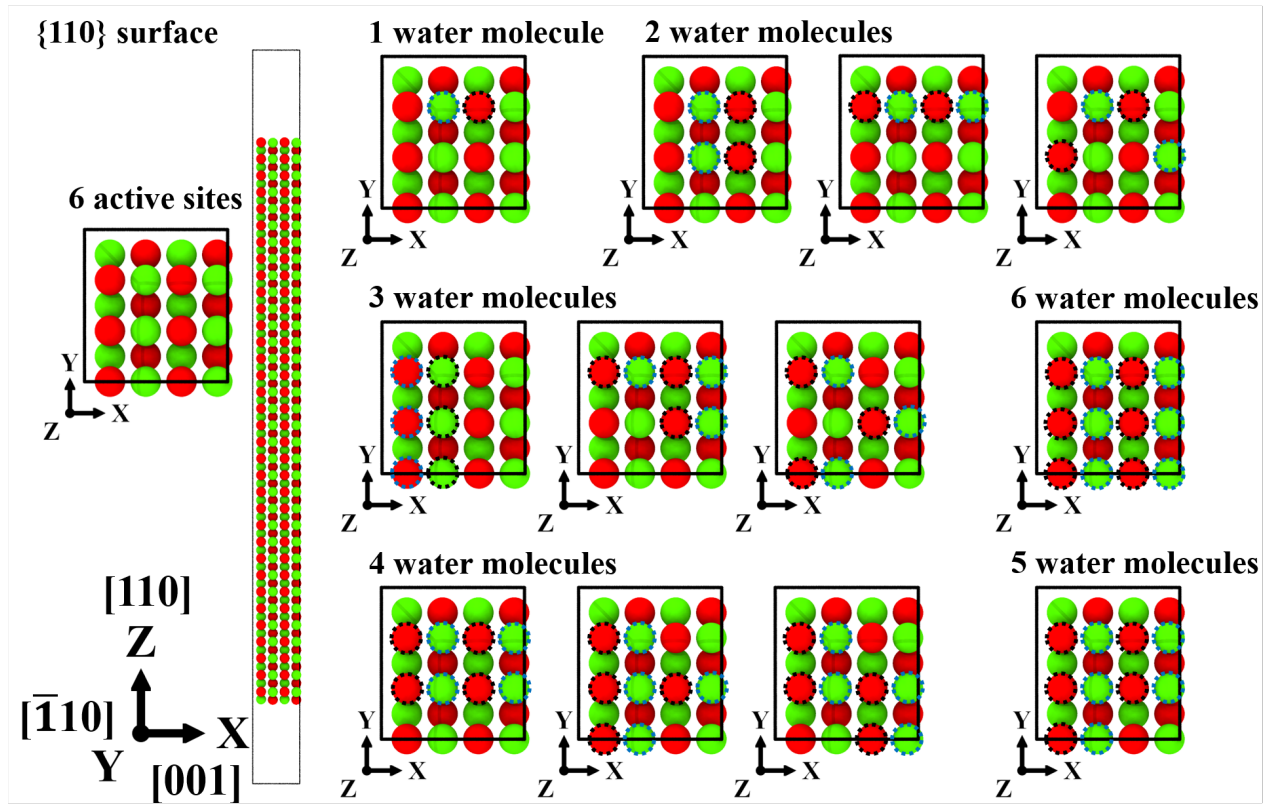 {110} surface
1 water molecule
2 water molecules
Y
Z
X
Y
Z
X
Y
Z
X
Y
Z
X
6 active sites
Y
Z
X
3 water molecules
6 water molecules
Y
Z
X
Y
Z
X
Y
Z
X
Y
Z
X
4 water molecules
5 water molecules
Y
Z
X
Y
Z
X
Y
Z
X
Y
Z
X
[110]
Z
[1̅10]
Y
X
[001]